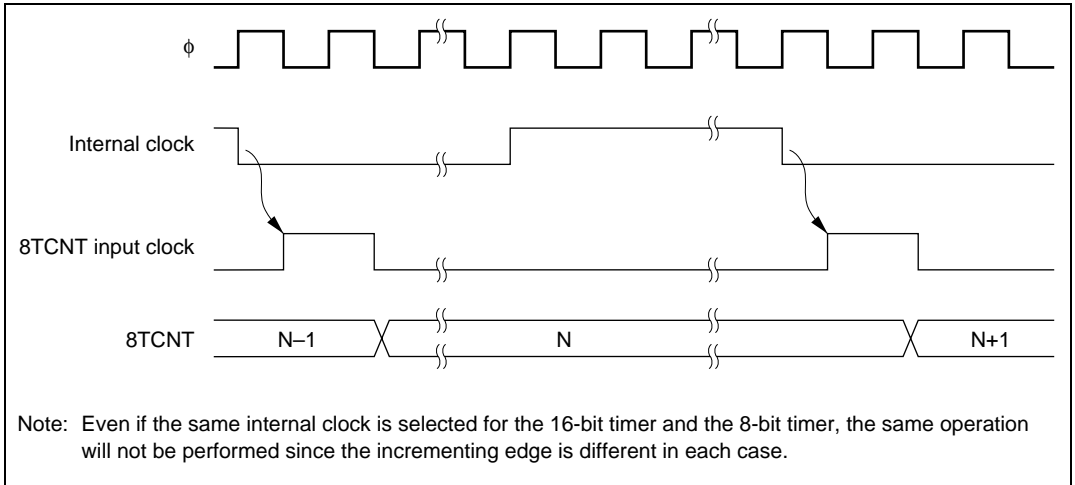 φ
Internal clock
8TCNT input clock
8TCNT
N–1
N
N+1
Note: Even if the same internal clock is selected for the 16-bit timer and the 8-bit timer, the same operation
will not be performed since the incrementing edge is different in each case.